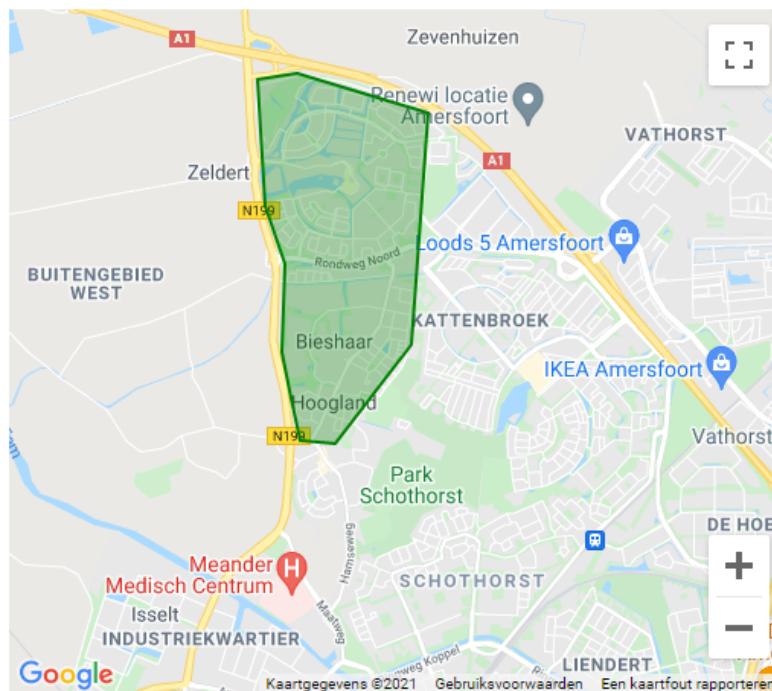 A1
Zevenhuizen
Renewi locatie
Amersfoort
VATHORST
A1
Zeldert
N199
Loods 5 Amersfoort
Rondweg Noord
BUITENGEBIED
WEST
KATTENBROEK
Bieshaar
IKEA Amersfoort
Hoogland
N199
Vathorst
Park
Schothorst
DE HOE
Hamseweg
Meander
Medisch Centrum
H
SCHOTHORST
Maatweg
Isselt
INDUSTRIEKWARTIER
LIENDERT
Google
Kaartgegevens ©2021
Gebruiksvoorwaarden
Een kaartfout rapporteren